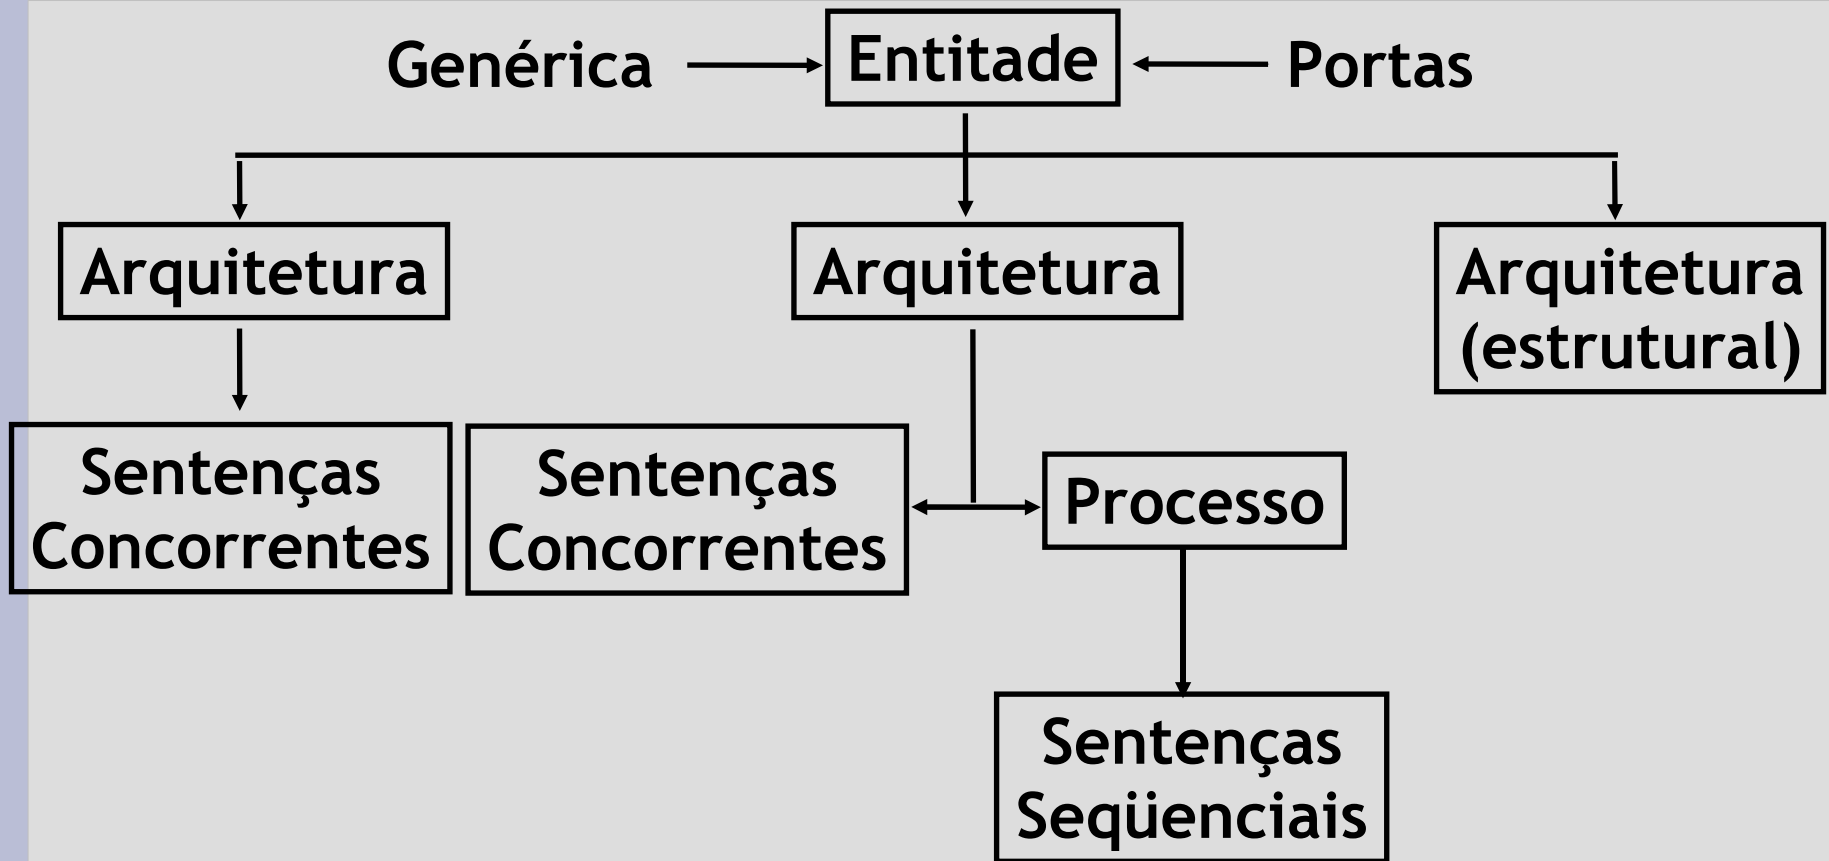 Genérica
Entitade
Portas
Arquitetura
Arquitetura
Arquitetura
(estrutural)
Sentenças
Concorrentes
Sentenças
Concorrentes
Processo
Sentenças
Seqüenciais